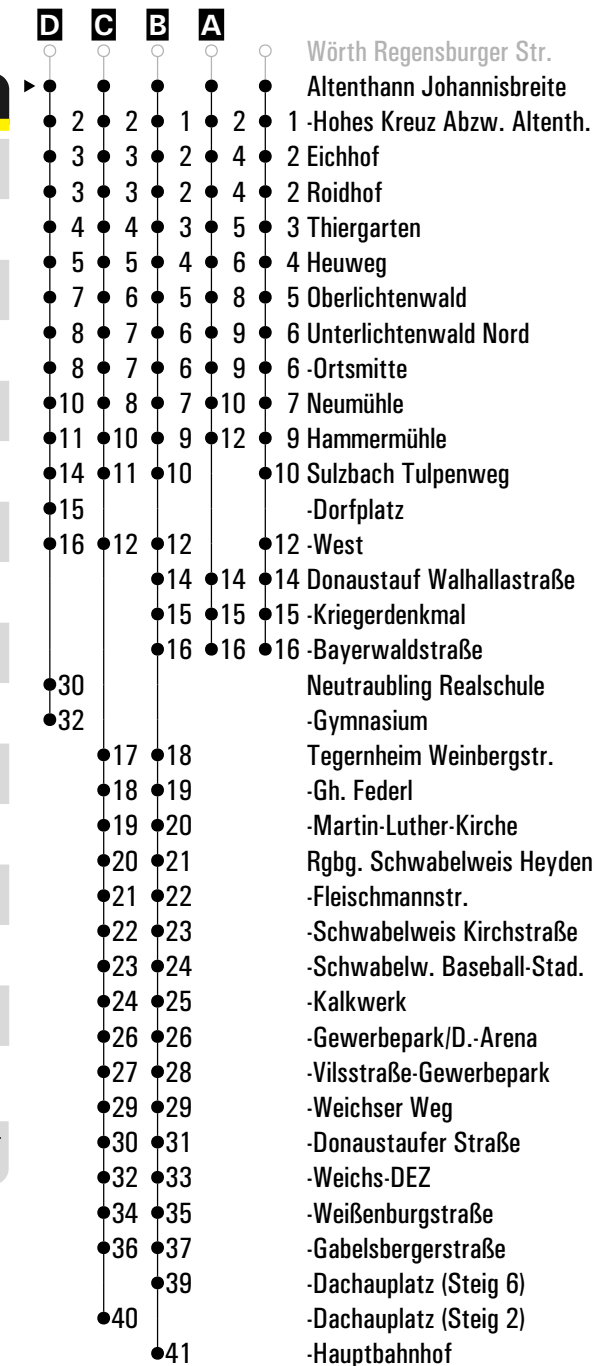 D C B A
Wörth Regensburger Str.
Altenthann Johannisbreite
2 2 1 2 1 -Hohes Kreuz Abzw. Altenth.
3 3 2 4 2 Eichhof
3 3 2 4 2 Roidhof
4 4 3 5 3 Thiergarten
5 5 4 6 4 Heuweg
7 6 5 8 5 Oberlichtenwald
8 7 6 9 6 Unterlichtenwald Nord
8 7 6 9 6 -Ortsmitte
10 8 7 10 7 Neumühle
11 10 9 12 9 Hammermühle
14 11 10 10 Sulzbach Tulpenweg
15 -Dorfplatz
16 12 12 12 -West
14 14 14 Donaustauf Walhallastraße
15 15 15 -Kriegerdenkmal
16 16 16 -Bayerwaldstraße
30 Neutraubling Realschule
32 -Gymnasium
17 18 Tegernheim Weinbergstr.
18 19 -Gh. Federl
19 20 -Martin-Luther-Kirche
20 21 Rgbg. Schwabelweis Heyden
21 22 -Fleischmannstr.
22 23 -Schwabelweis Kirchstraße
23 24 -Schwabelw. Baseball-Stad.
24 25 -Kalkwerk
26 26 -Gewerbepark/D.-Arena
27 28 -Vilsstraße-Gewerbepark
29 29 -Weichser Weg
30 31 -Donaustaufer Straße
32 33 -Weichs-DEZ
34 35 -Weißenburgstraße
36 37 -Gabelsbergerstraße
39 -Dachauplatz (Steig 6)
40 -Dachauplatz (Steig 2)
41 -Hauptbahnhof